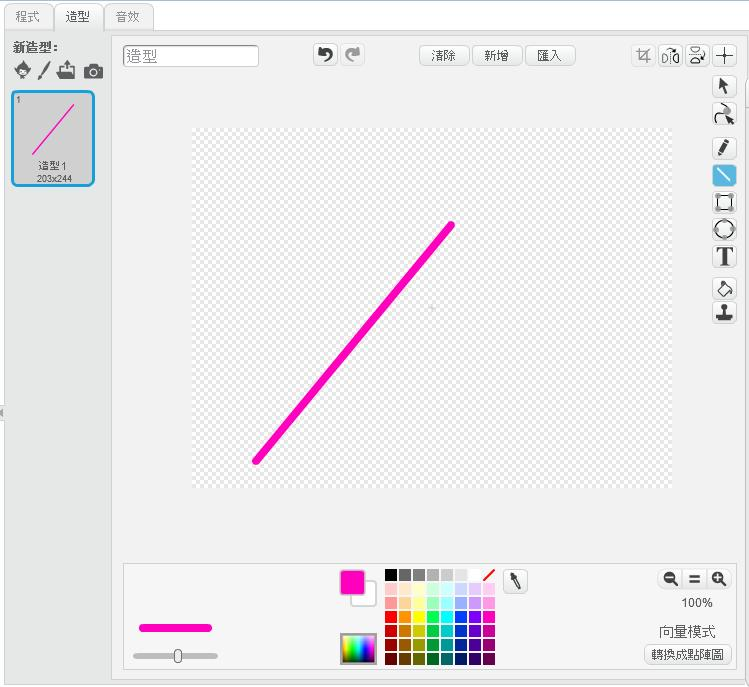 程式 造型 音效
新造型：
造型
清除 新增 匯入
1
造型1
203x244
T
100%
向量模式
轉換成點陣圖